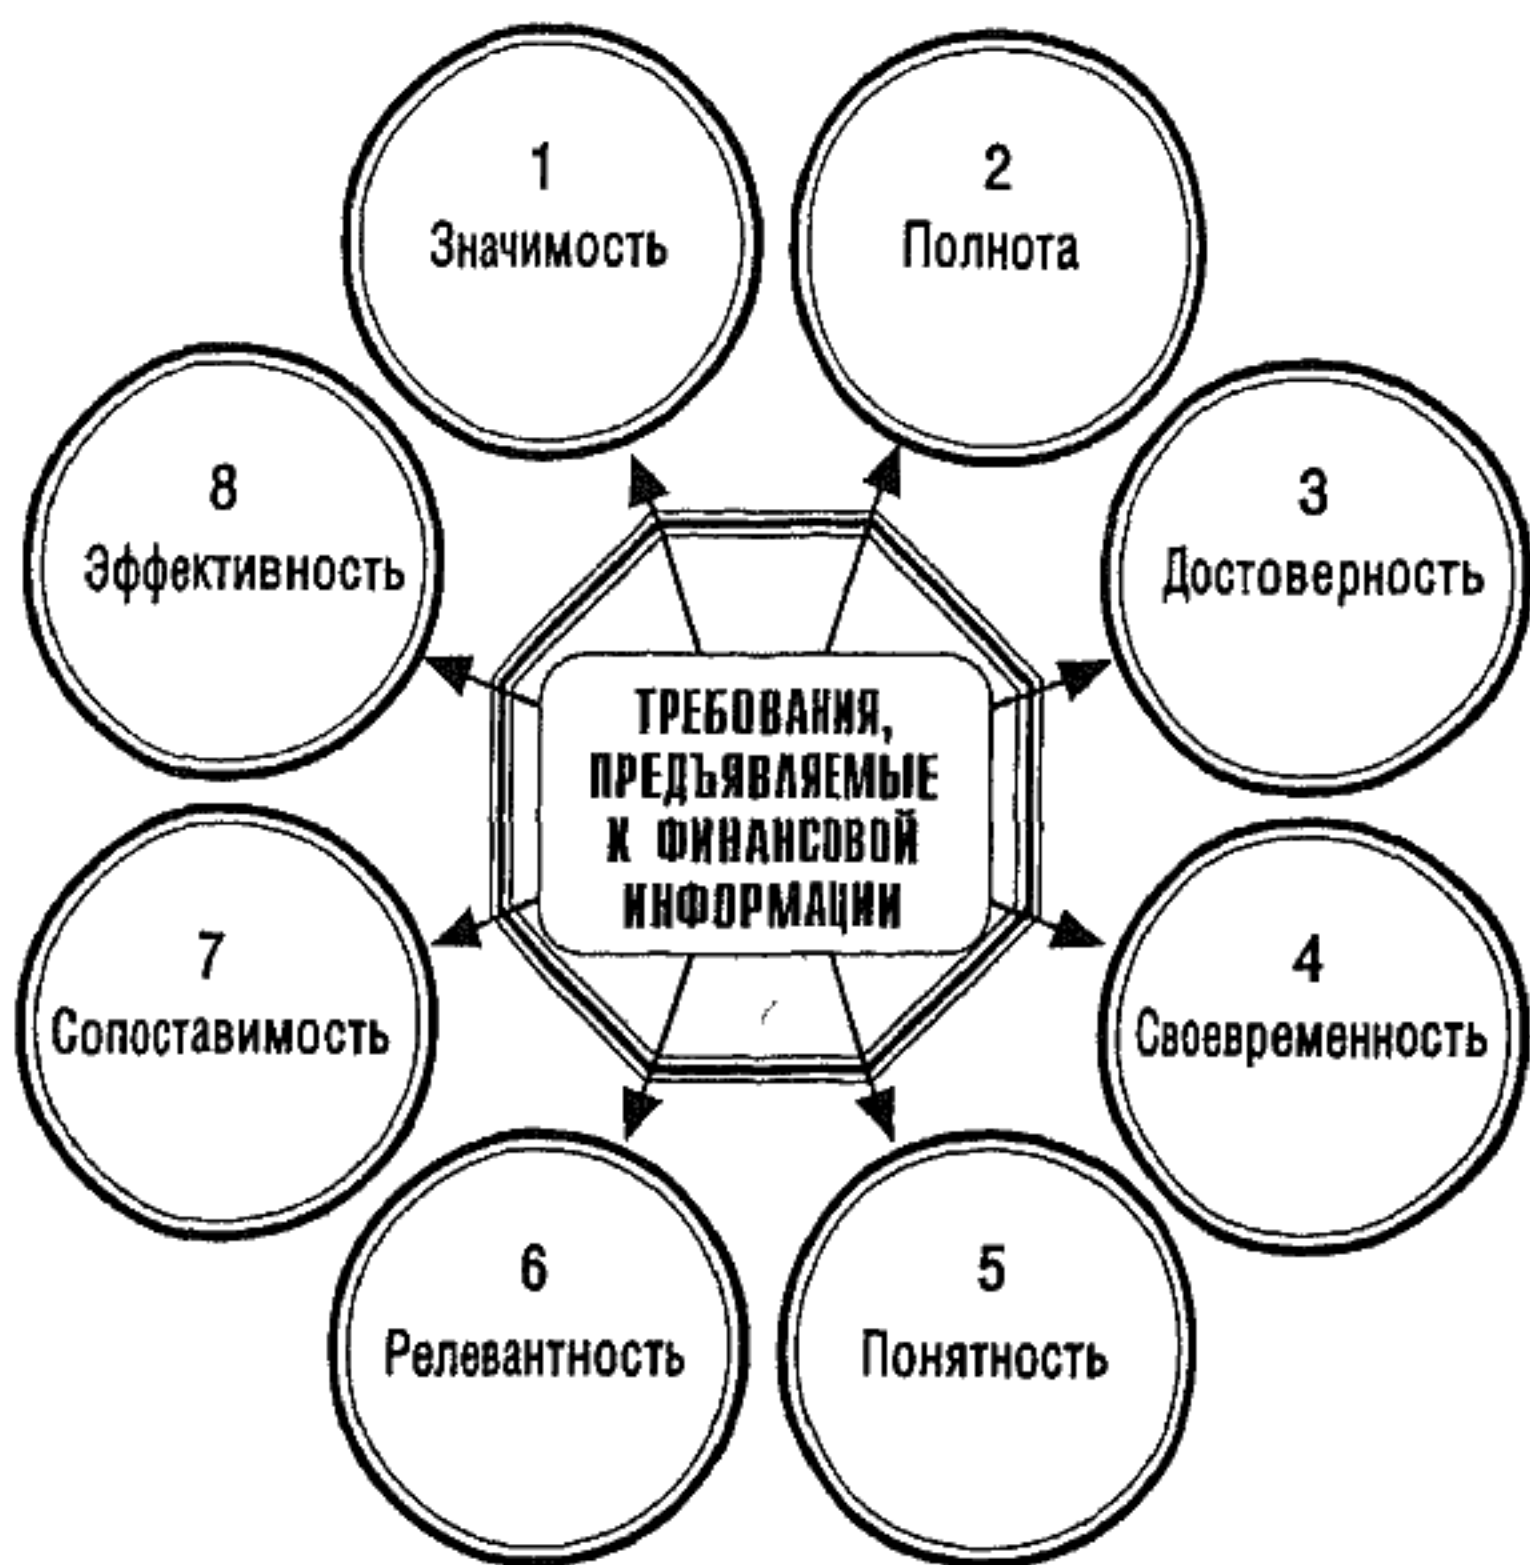 1
Значимость
2
Полнота
3
Достоверность
4
Своевременность
5
Понятность
6
Релевантность
7
Сопоставимость
8
Эффективность
ТРЕБОВАНИЯ,
ПРЕДЪЯВЛЯЕМЫЕ
К ФИНАНСОВОЙ
ИНФОРМАЦИИ